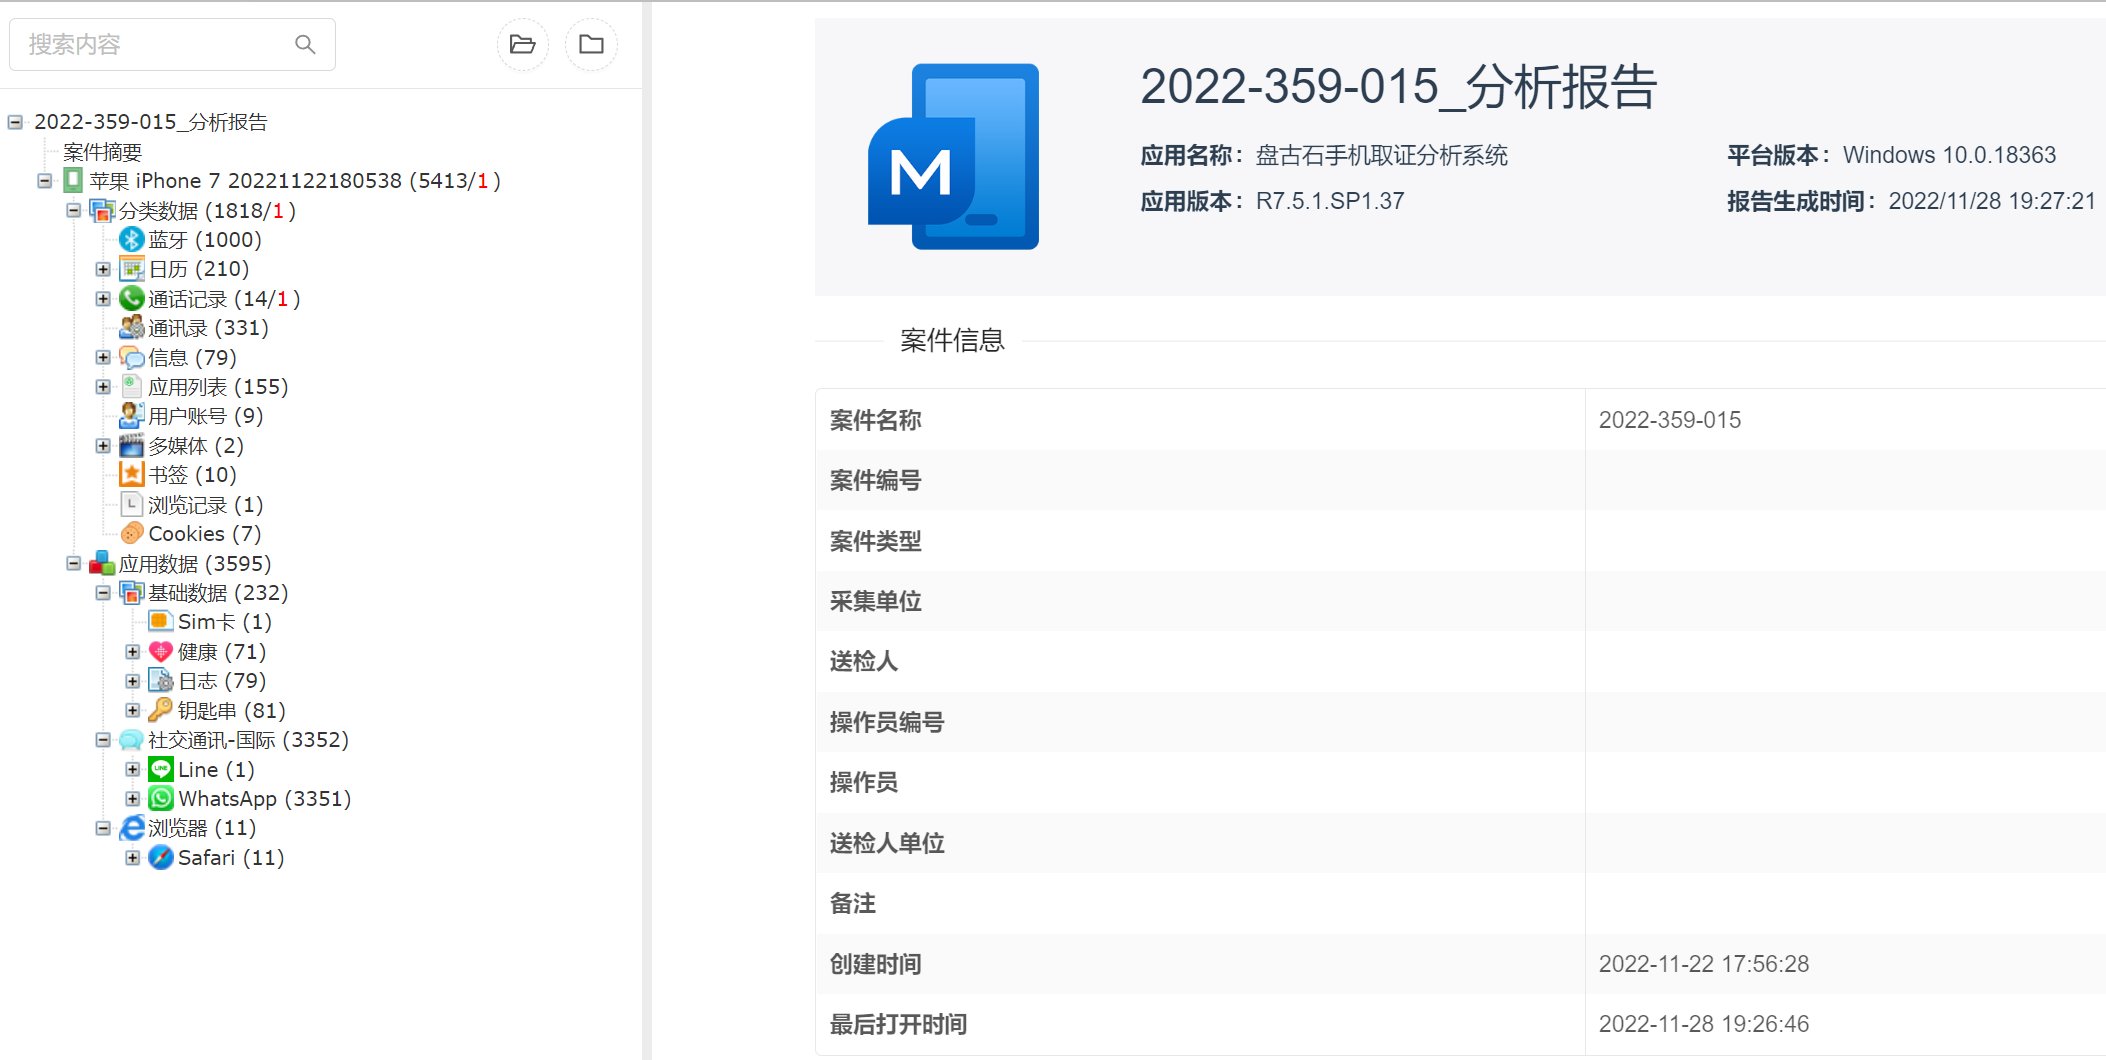 搜索内容
2022-359-015_分析报告
案件摘要
苹果 iPhone 7 20221122180538 (5413/1 )
分类数据 (1818/1 )
蓝牙 (1000)
日历 (210)
通话记录 (14/1 )
通讯录 (331)
信息 (79)
应用列表 (155)
用户账号 (9)
多媒体 (2)
书签 (10)
浏览记录 (1)
Cookies (7)
应用数据 (3595)
基础数据 (232)
Sim卡 (1)
健康 (71)
日志 (79)
钥匙串 (81)
社交通讯-国际 (3352)
LINE
Line (1)
WhatsApp (3351)
浏览器 (11)
Safari (11)
M
2022-359-015_分析报告
应用名称：盘古石手机取证分析系统 平台版本：Windows 10.0.18363
应用版本：R7.5.1.SP1.37 报告生成时间：2022/11/28 19:27:21
案件信息
案件名称 2022-359-015
案件编号
案件类型
采集单位
送检人
操作员编号
操作员
送检人单位
备注
创建时间 2022-11-22 17:56:28
最后打开时间 2022-11-28 19:26:46